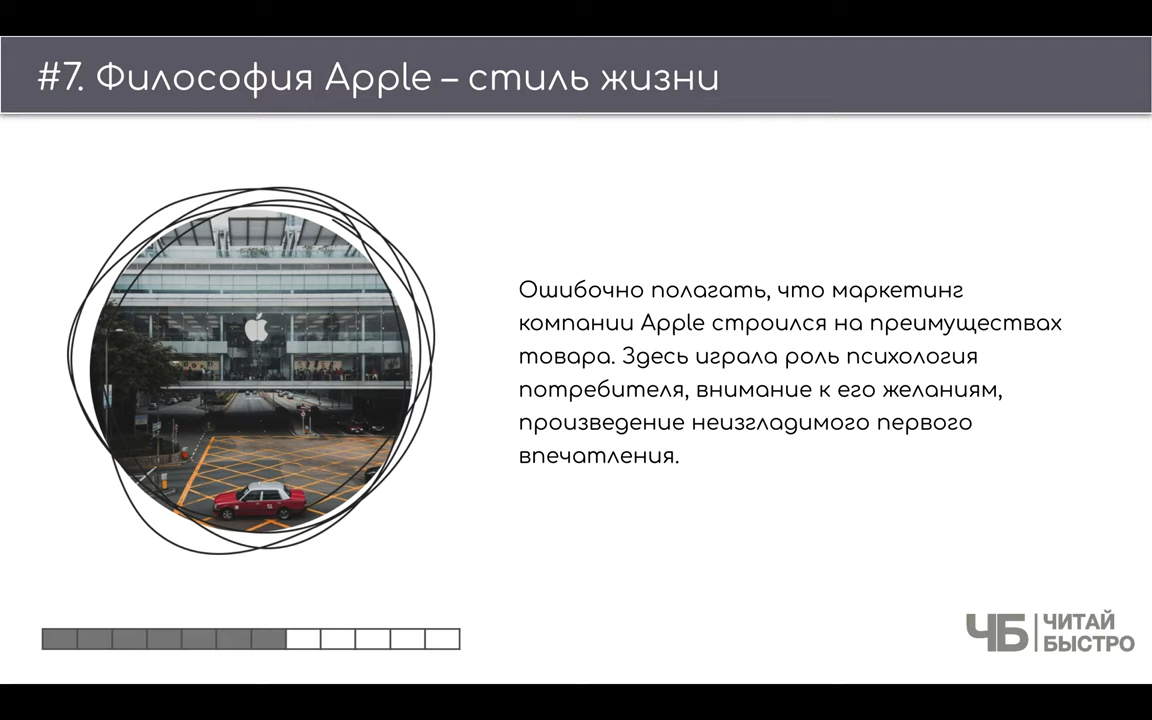 #7. Философия Apple – стиль жизни
Ошибочно полагать, что маркетинг
компании Apple строился на преимуществах
товара. Здесь играла роль психология
потребителя, внимание к его желаниям,
произведение неизгладимого первого
впечатления.
ЧБ
ЧИТАЙ
БЫСТРО